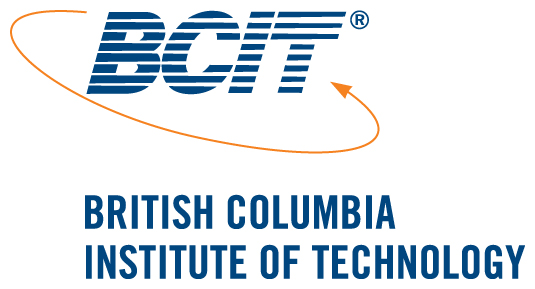 BCIT®
BRITISH COLUMBIA
INSTITUTE OF TECHNOLOGY